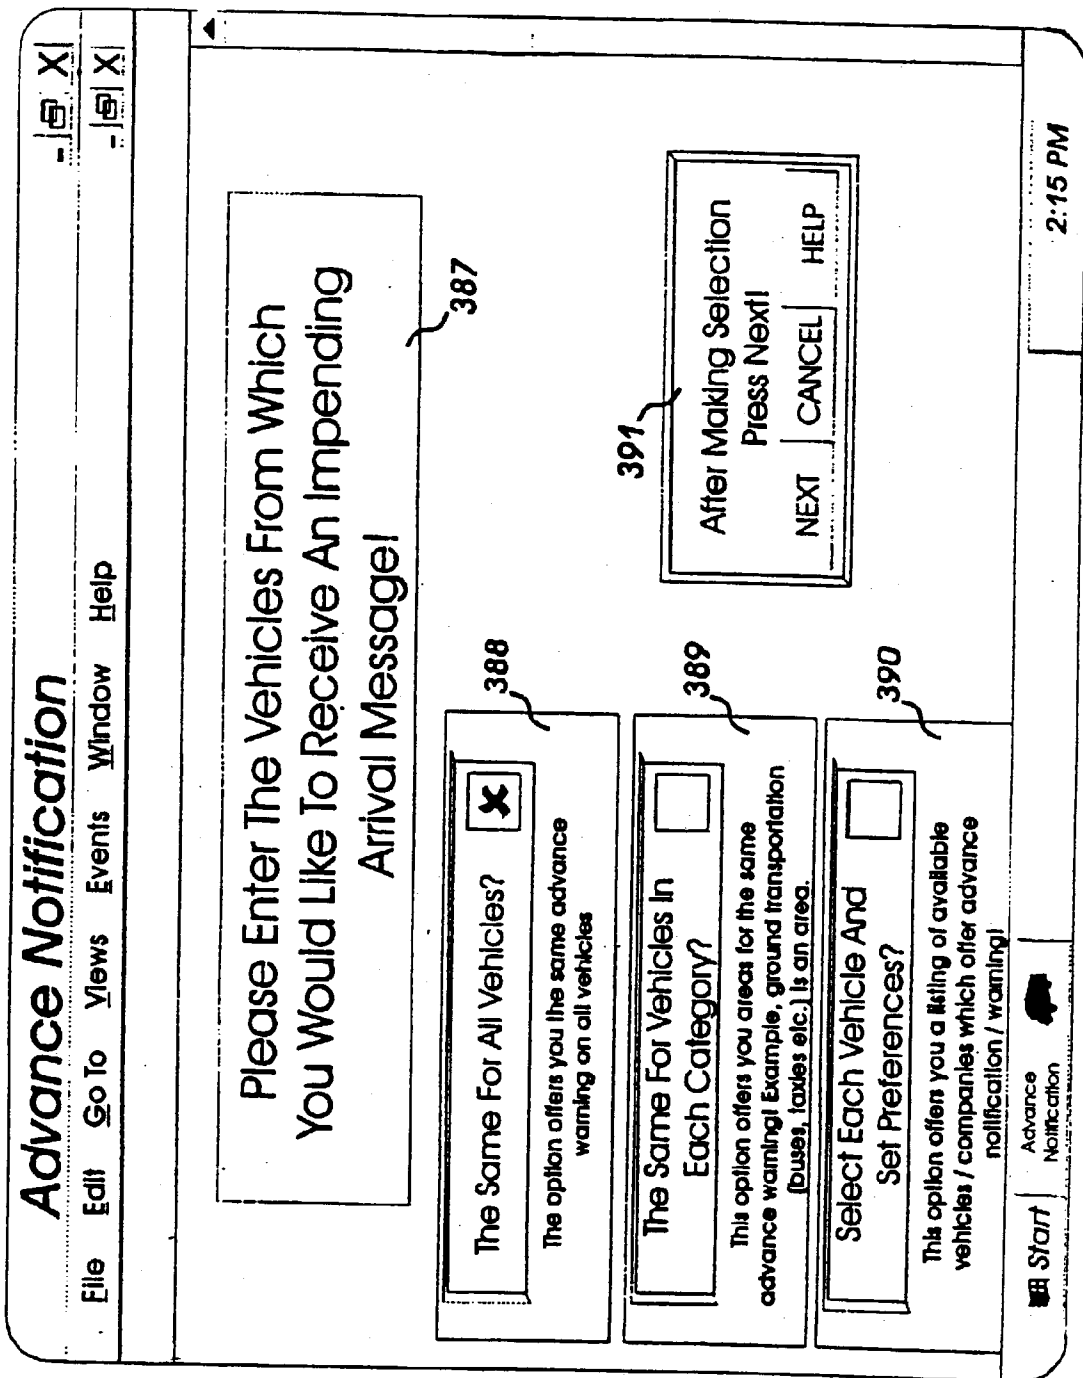 Advance Notification
File Edit Go To Views Events Window Help
Please Enter The Vehicles From Which
You Would Like To Receive An Impending
Arrival Message!
387
The Same For All Vehicles?
The option offers you the same advance
warning on all vehicles
388
The Same For Vehicles In
Each Category?
This option offers you areas for the same
advance warning! Example, ground transportation
(buses, taxies etc.) is an area.
389
Select Each Vehicle And
Set Preferences?
This option offers you a listing of available
vehicles / companies which offer advance
notification / warning!
390
391
After Making Selection
Press Next!
NEXT CANCEL HELP
Start
Advance
Notification
2:15 PM